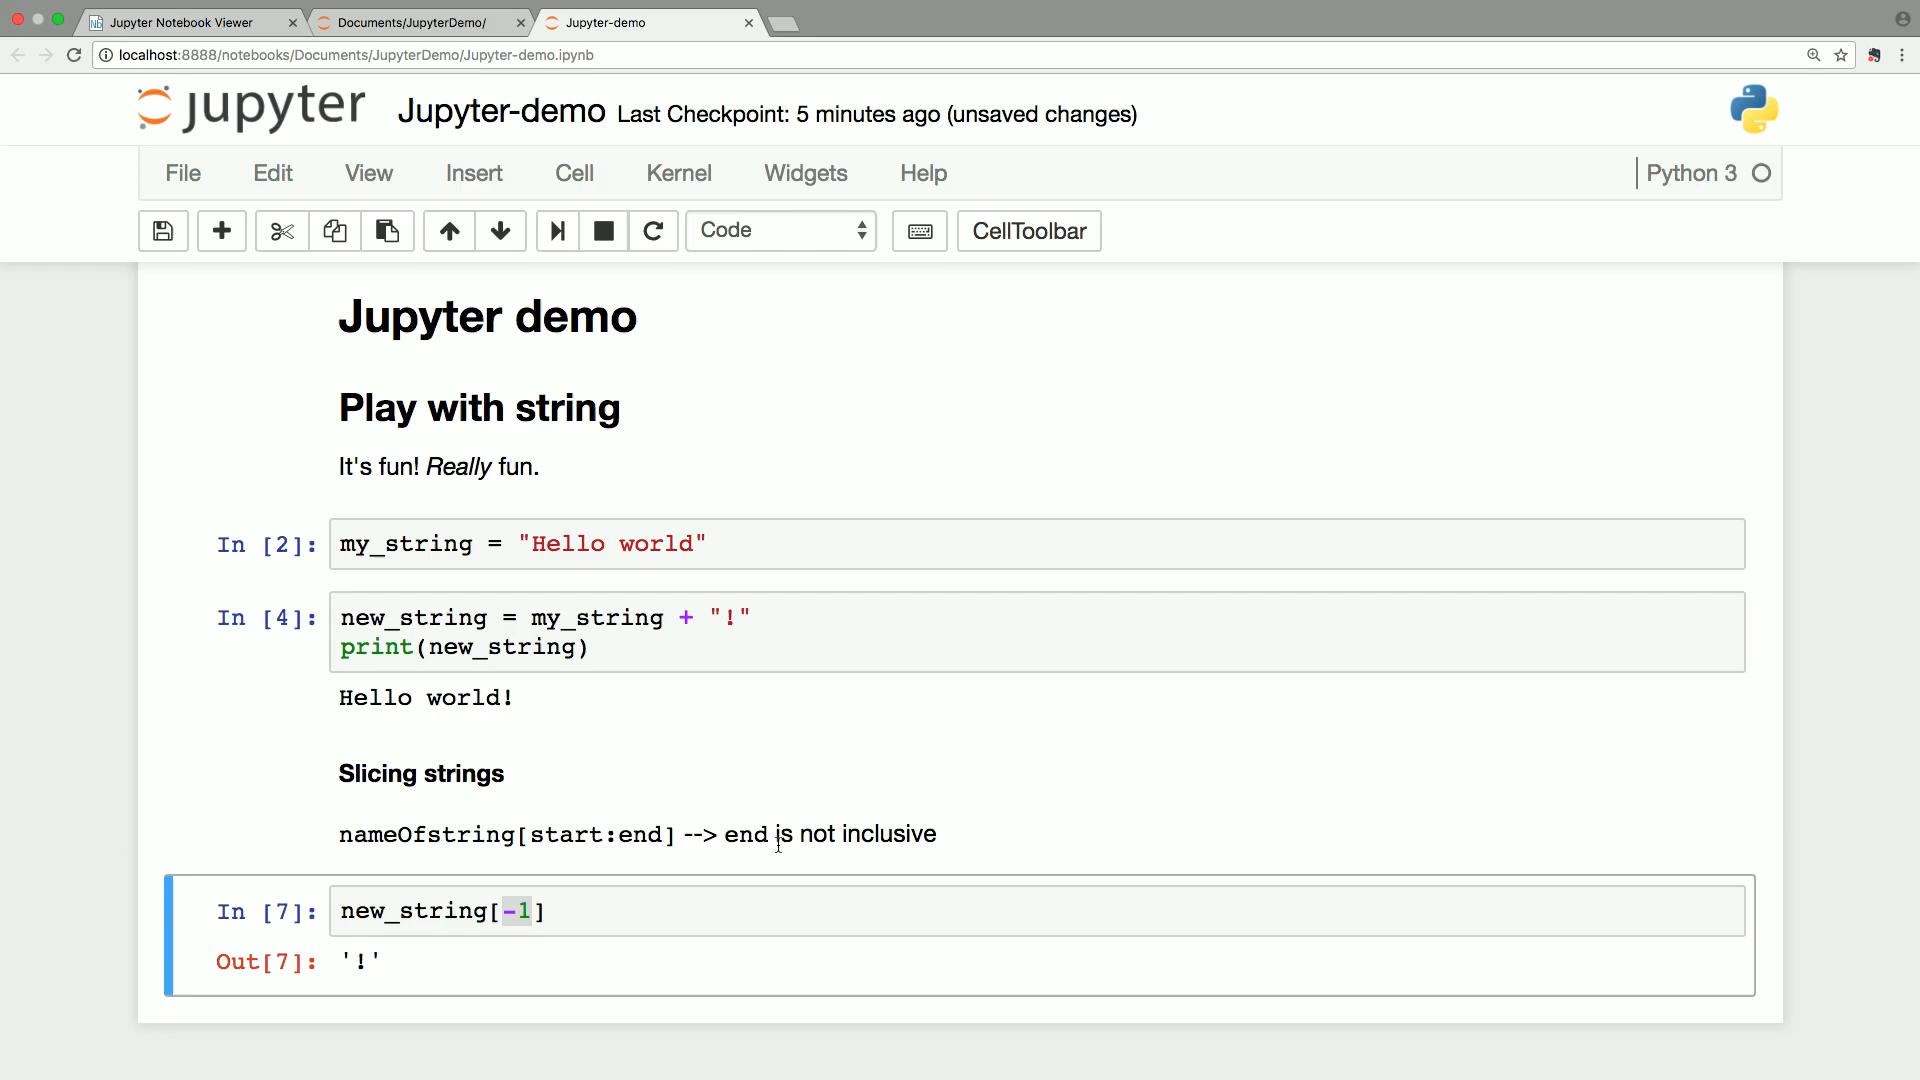 Jupyter Notebook Viewer
Documents/JupyterDemo/
Jupyter-demo
localhost:8888/notebooks/Documents/JupyterDemo/Jupyter-demo.ipynb
jupyter Jupyter-demo Last Checkpoint: 5 minutes ago (unsaved changes)
File Edit View Insert Cell Kernel Widgets Help Python 3
Code CellToolbar
Jupyter demo
Play with string
It's fun! Really fun.
In [2]: my_string = "Hello world"
In [4]: new_string = my_string + "!"
print(new_string)
Hello world!
Slicing strings
nameOfstring[start:end] --> end is not inclusive
In [7]: new_string[-1]
Out[7]: '!'